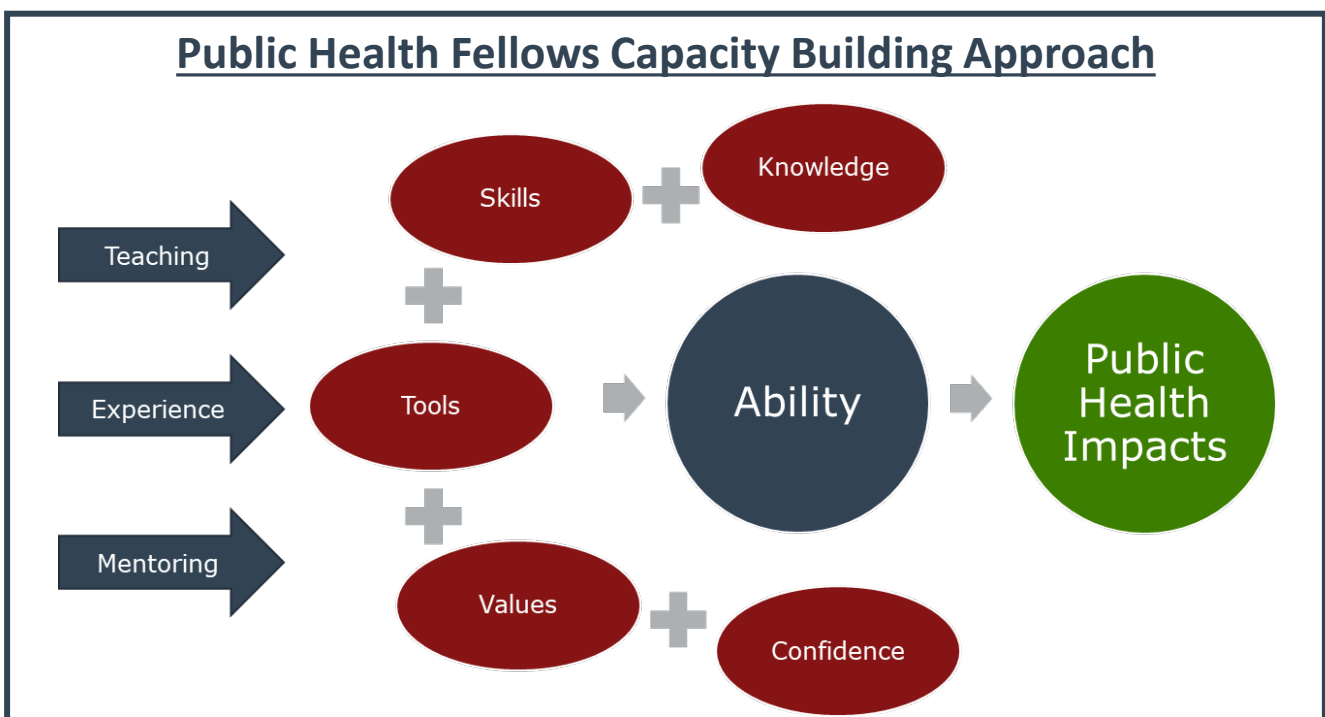 Public Health Fellows Capacity Building Approach
Knowledge
Skills
Teaching
Experience
Tools
Ability
Public
Health
Impacts
Mentoring
Values
Confidence